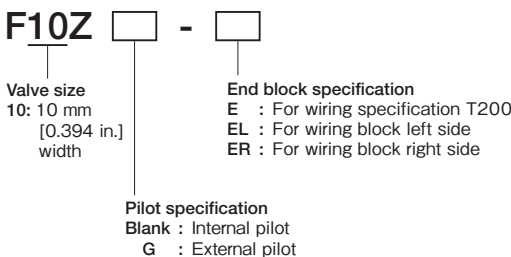 F10Z □ - □
Valve size
10: 10 mm
[0.394 in.]
width
End block specification
E : For wiring specification T200
EL : For wiring block left side
ER : For wiring block right side
Pilot specification
Blank : Internal pilot
G : External pilot